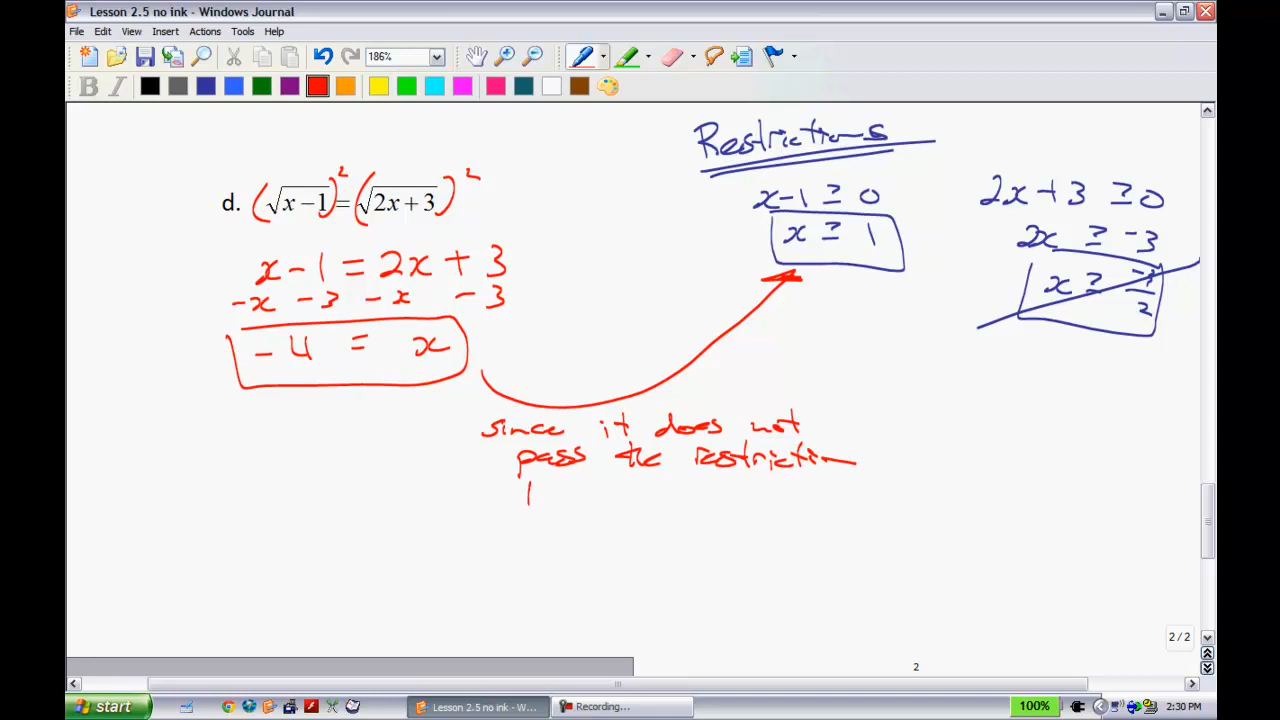 Lesson 2.5 no ink - Windows Journal
File Edit View Insert Actions Tools Help
186%
B I
Restrictions
d. (√x−1)² = (√2x+3)²
x-1 ≥ 0
x ≥ 1
2x+3 ≥ 0
2x ≥ -3
x ≥ -3/2
x - 1 = 2x + 3
-x - 3 - x - 3
-4 = x
since it does not
pass the restriction
2 / 2
2
start
Lesson 2.5 no ink - W...
Recording...
100%
2:30 PM